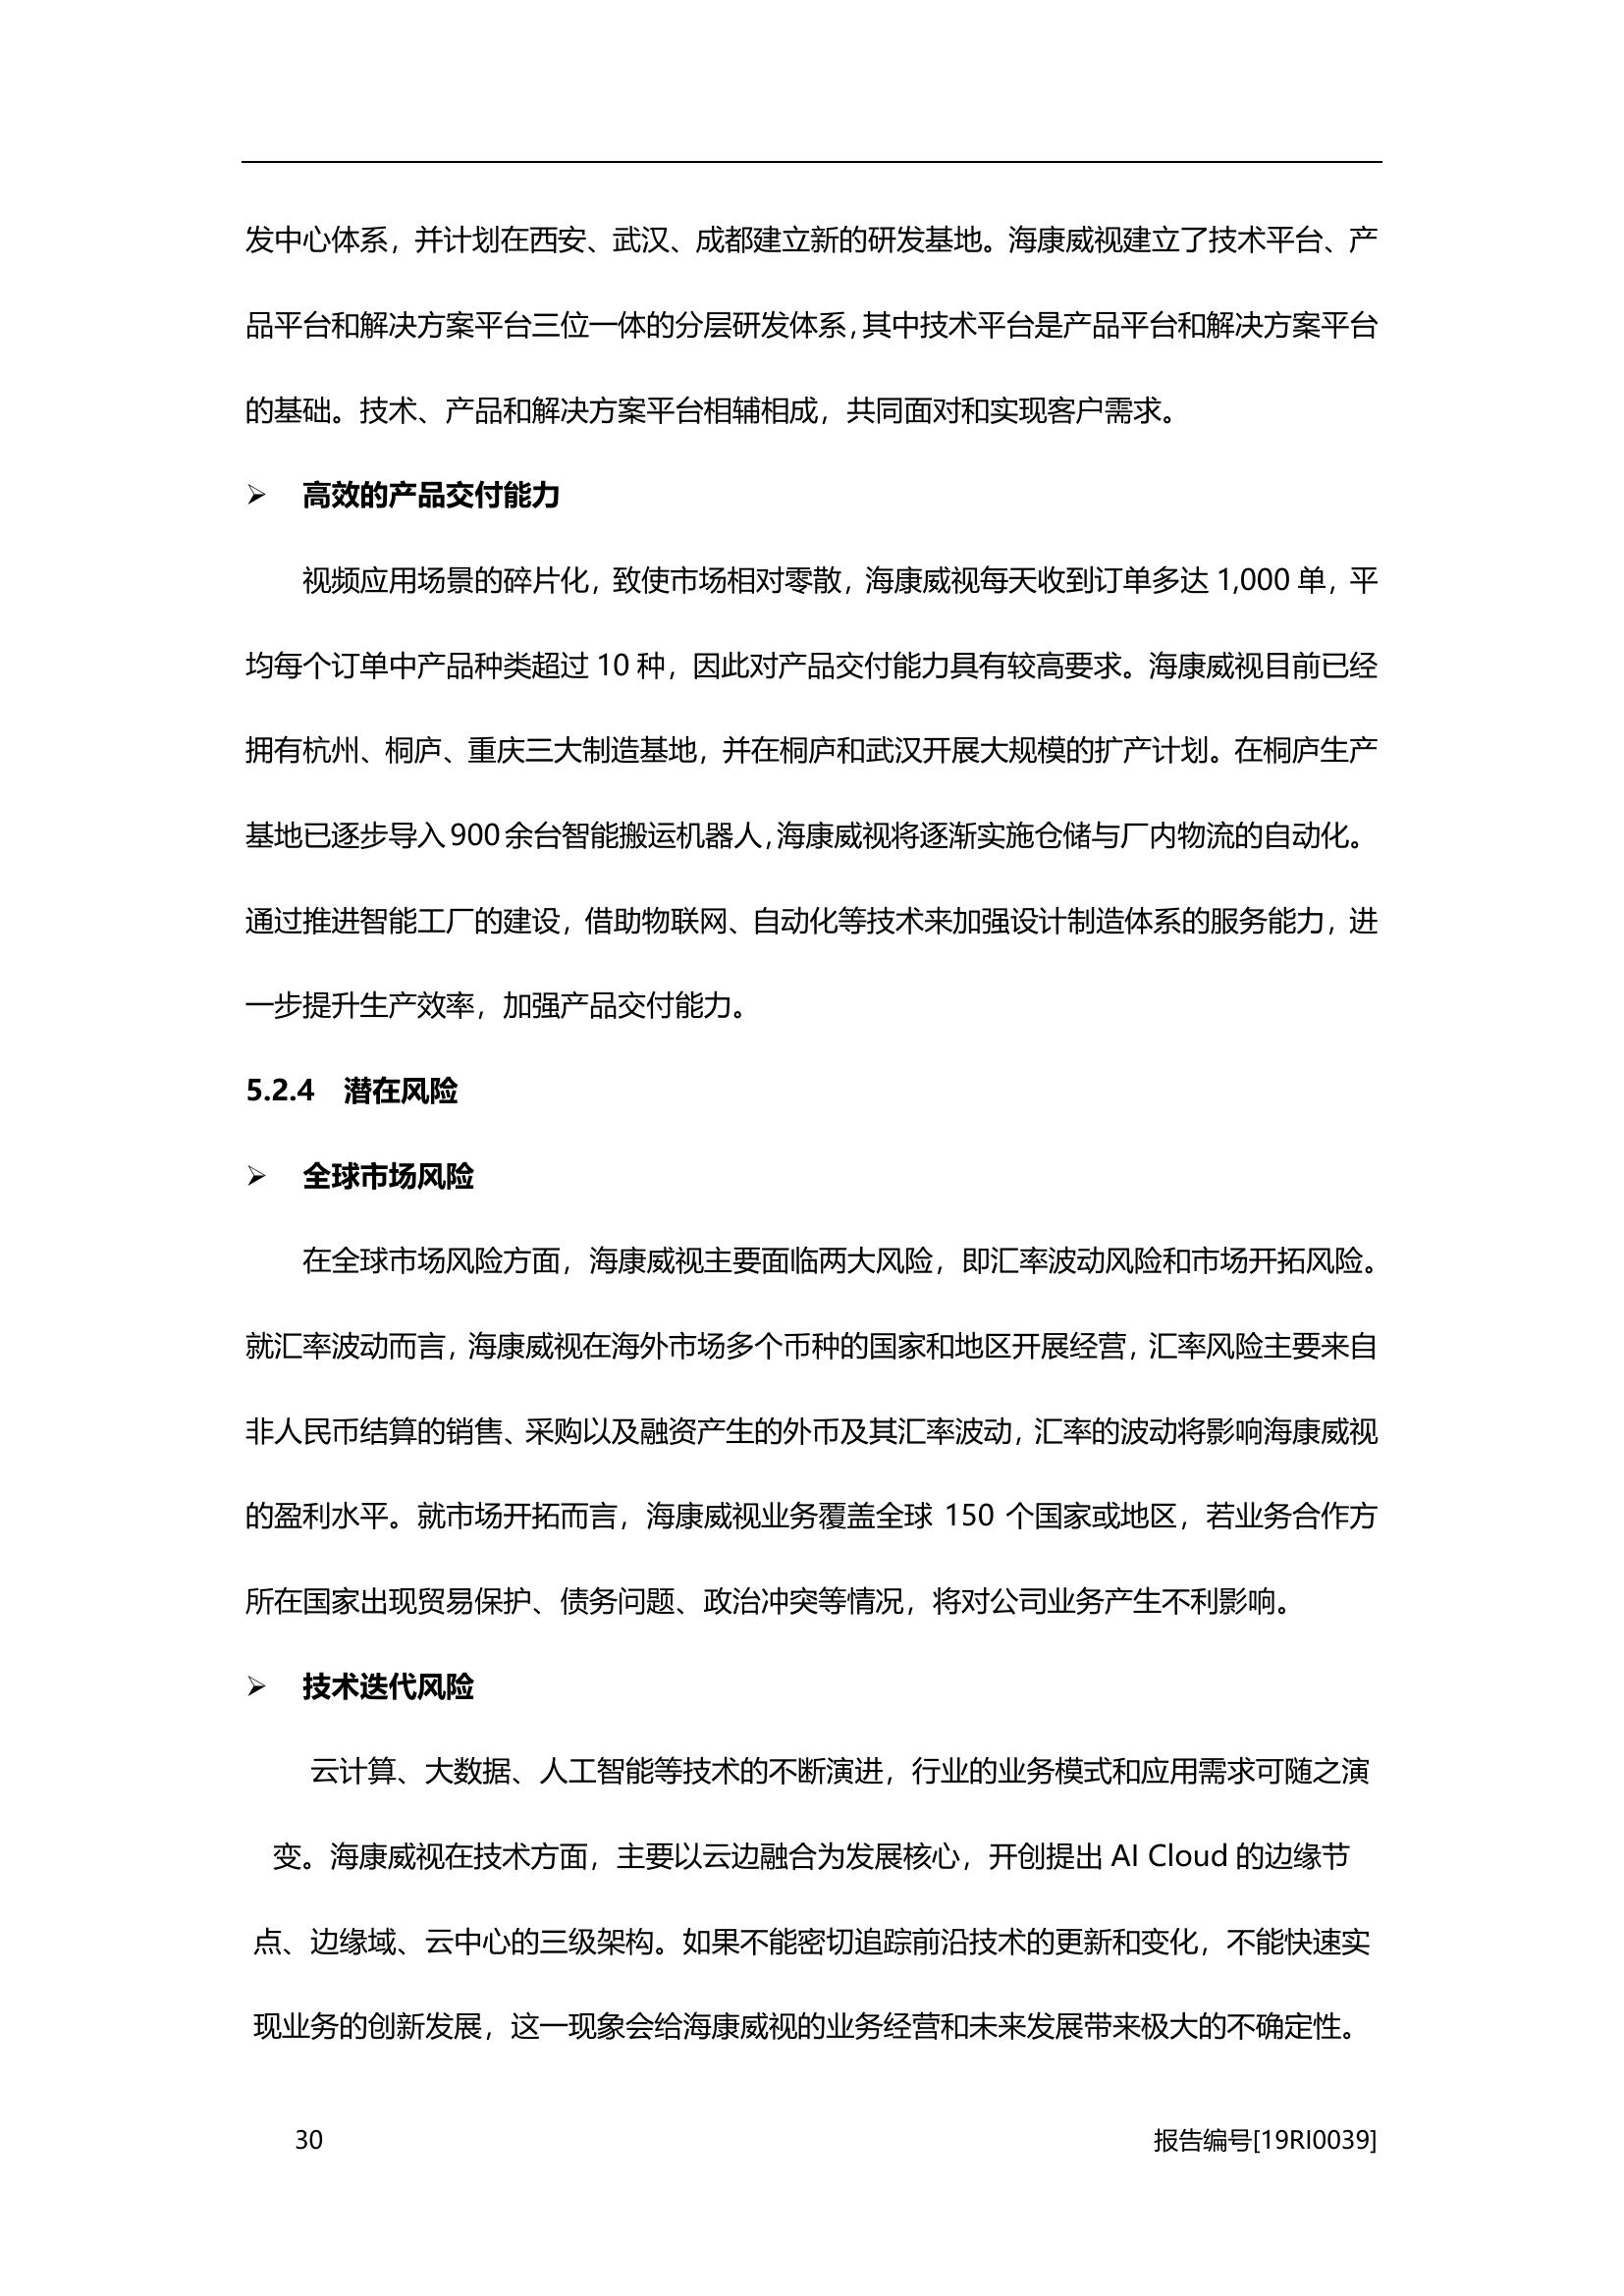 发中心体系，并计划在西安、武汉、成都建立新的研发基地。海康威视建立了技术平台、产
品平台和解决方案平台三位一体的分层研发体系，其中技术平台是产品平台和解决方案平台
的基础。技术、产品和解决方案平台相辅相成，共同面对和实现客户需求。
➢ 高效的产品交付能力
视频应用场景的碎片化，致使市场相对零散，海康威视每天收到订单多达 1,000 单，平
均每个订单中产品种类超过 10 种，因此对产品交付能力具有较高要求。海康威视目前已经
拥有杭州、桐庐、重庆三大制造基地，并在桐庐和武汉开展大规模的扩产计划。在桐庐生产
基地已逐步导入 900 余台智能搬运机器人，海康威视将逐渐实施仓储与厂内物流的自动化。
通过推进智能工厂的建设，借助物联网、自动化等技术来加强设计制造体系的服务能力，进
一步提升生产效率，加强产品交付能力。
5.2.4 潜在风险
➢ 全球市场风险
在全球市场风险方面，海康威视主要面临两大风险，即汇率波动风险和市场开拓风险。
就汇率波动而言，海康威视在海外市场多个币种的国家和地区开展经营，汇率风险主要来自
非人民币结算的销售、采购以及融资产生的外币及其汇率波动，汇率的波动将影响海康威视
的盈利水平。就市场开拓而言，海康威视业务覆盖全球 150 个国家或地区，若业务合作方
所在国家出现贸易保护、债务问题、政治冲突等情况，将对公司业务产生不利影响。
➢ 技术迭代风险
云计算、大数据、人工智能等技术的不断演进，行业的业务模式和应用需求可随之演
变。海康威视在技术方面，主要以云边融合为发展核心，开创提出 AI Cloud 的边缘节
点、边缘域、云中心的三级架构。如果不能密切追踪前沿技术的更新和变化，不能快速实
现业务的创新发展，这一现象会给海康威视的业务经营和未来发展带来极大的不确定性。
30 报告编号[19RI0039]